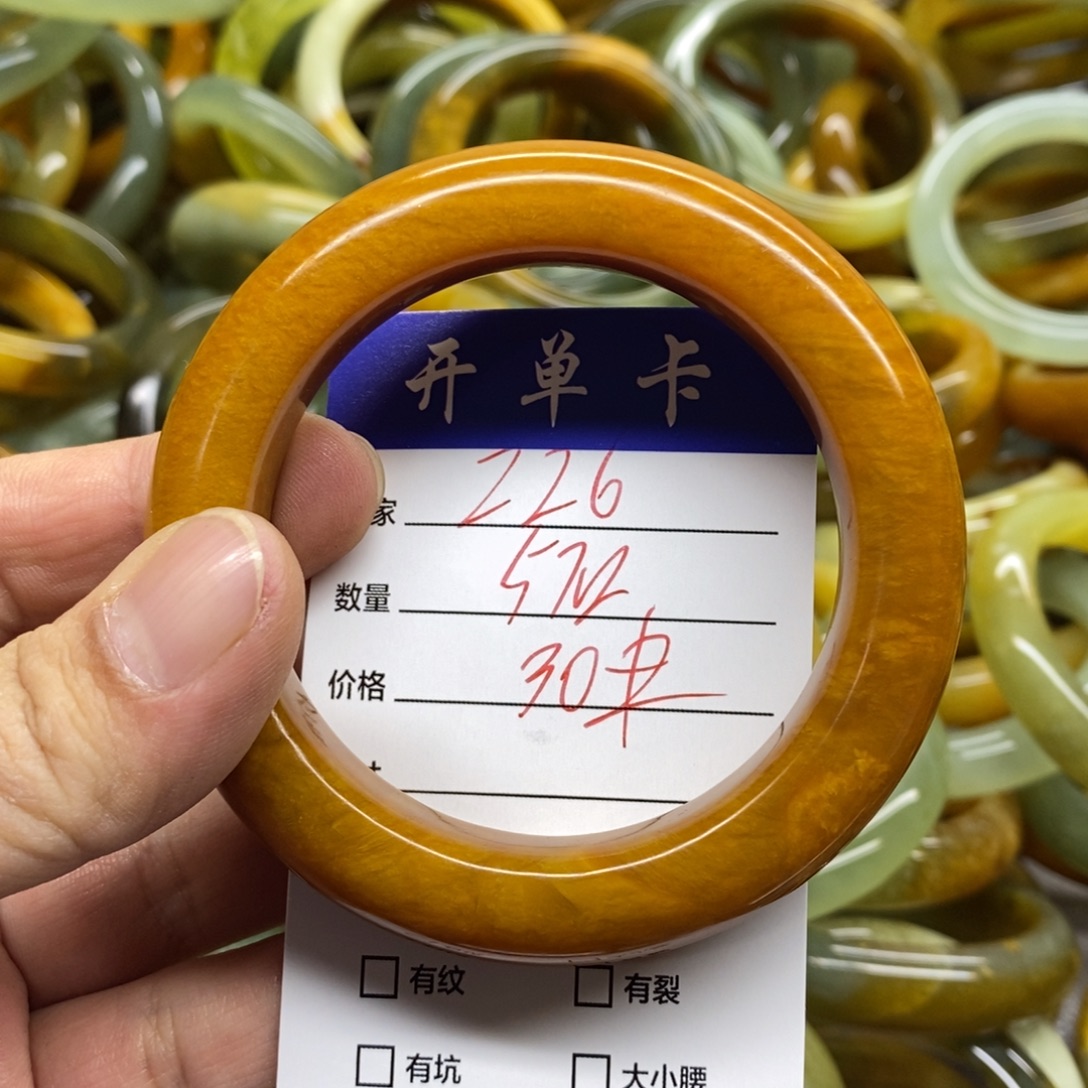 开单卡
家 226
数量
价格 30
有纹 有裂
有坑 大小腰